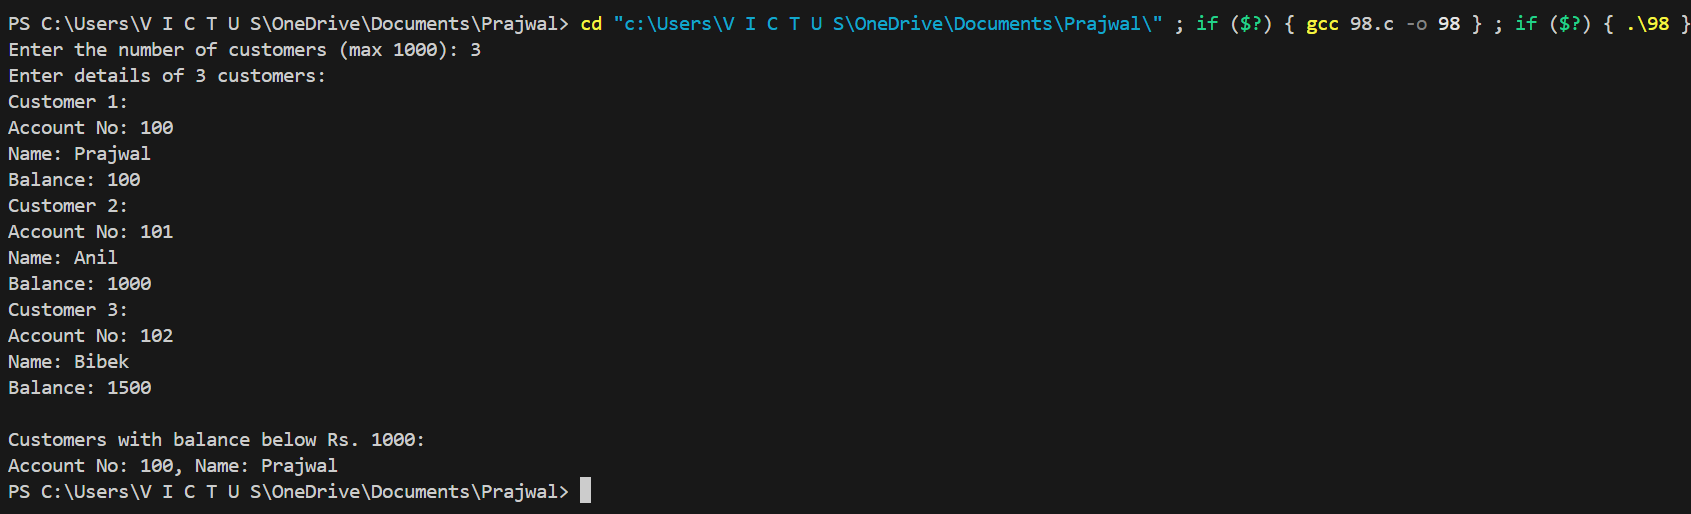 PS C:\Users\V I C T U S\OneDrive\Documents\Prajwal> cd "c:\Users\V I C T U S\OneDrive\Documents\Prajwal\" ; if ($?) { gcc 98.c -o 98 } ; if ($?) { .\98 }
Enter the number of customers (max 1000): 3
Enter details of 3 customers:
Customer 1:
Account No: 100
Name: Prajwal
Balance: 100
Customer 2:
Account No: 101
Name: Anil
Balance: 1000
Customer 3:
Account No: 102
Name: Bibek
Balance: 1500

Customers with balance below Rs. 1000:
Account No: 100, Name: Prajwal
PS C:\Users\V I C T U S\OneDrive\Documents\Prajwal>